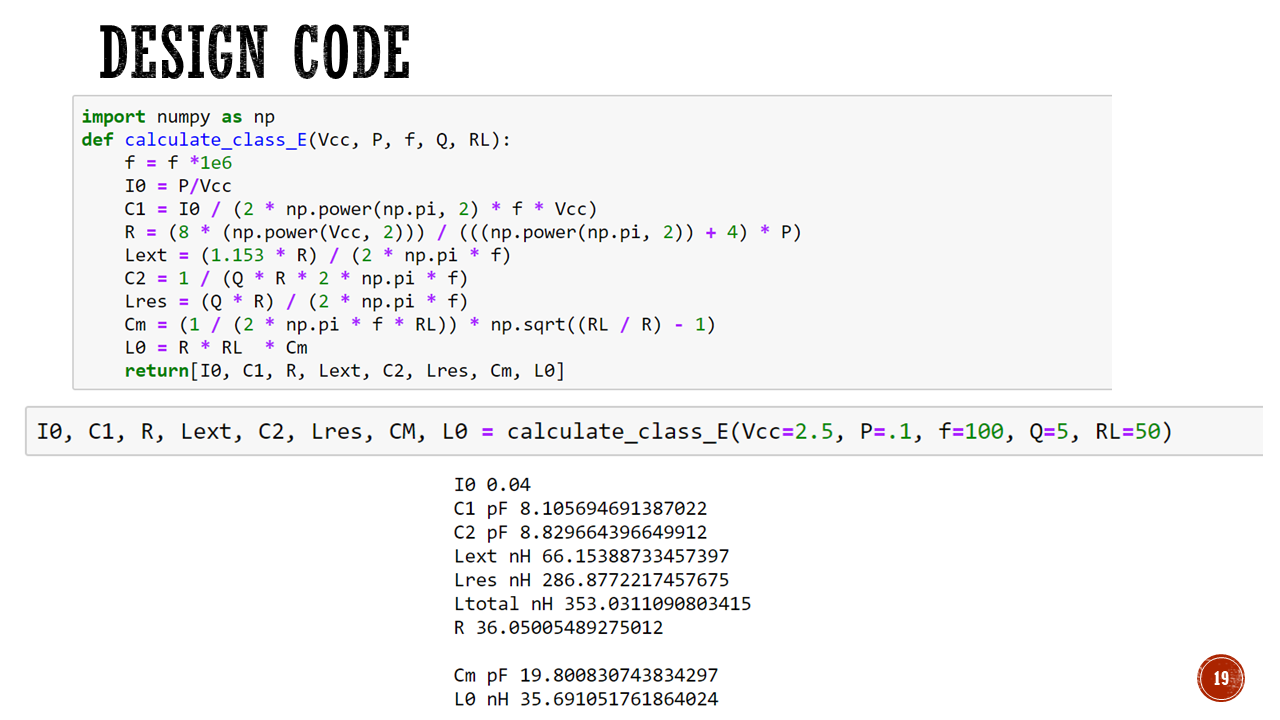 DESIGN CODE
import numpy as np
def calculate_class_E(Vcc, P, f, Q, RL):
    f = f *1e6
    I0 = P/Vcc
    C1 = I0 / (2 * np.power(np.pi, 2) * f * Vcc)
    R = (8 * (np.power(Vcc, 2))) / (((np.power(np.pi, 2)) + 4) * P)
    Lext = (1.153 * R) / (2 * np.pi * f)
    C2 = 1 / (Q * R * 2 * np.pi * f)
    Lres = (Q * R) / (2 * np.pi * f)
    Cm = (1 / (2 * np.pi * f * RL)) * np.sqrt((RL / R) - 1)
    L0 = R * RL  * Cm
    return[I0, C1, R, Lext, C2, Lres, Cm, L0]
I0, C1, R, Lext, C2, Lres, CM, L0 = calculate_class_E(Vcc=2.5, P=.1, f=100, Q=5, RL=50)
I0 0.04
C1 pF 8.105694691387022
C2 pF 8.829664396649912
Lext nH 66.15388733457397
Lres nH 286.8772217457675
Ltotal nH 353.0311090803415
R 36.05005489275012
Cm pF 19.800830743834297
L0 nH 35.691051761864024
19